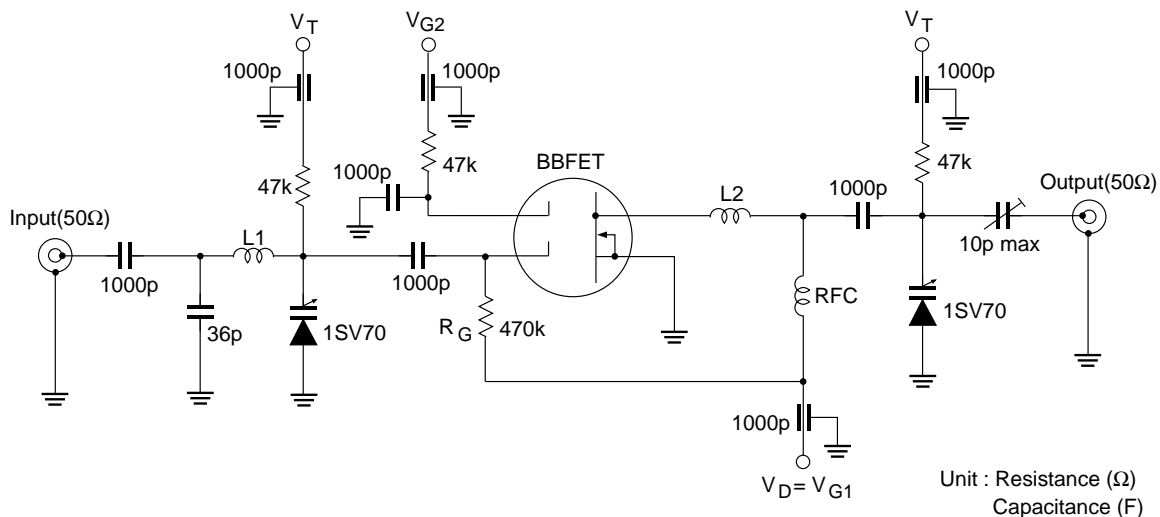 V_T
V_G2
V_T
1000p
1000p
1000p
47k
BBFET
47k
1000p
47k
1000p
Output(50Ω)
Input(50Ω)
L1
L2
10p max
1000p
1000p
RFC
36p
1SV70
R_G
470k
1SV70
1000p
V_D = V_G1
Unit : Resistance (Ω)
Capacitance (F)